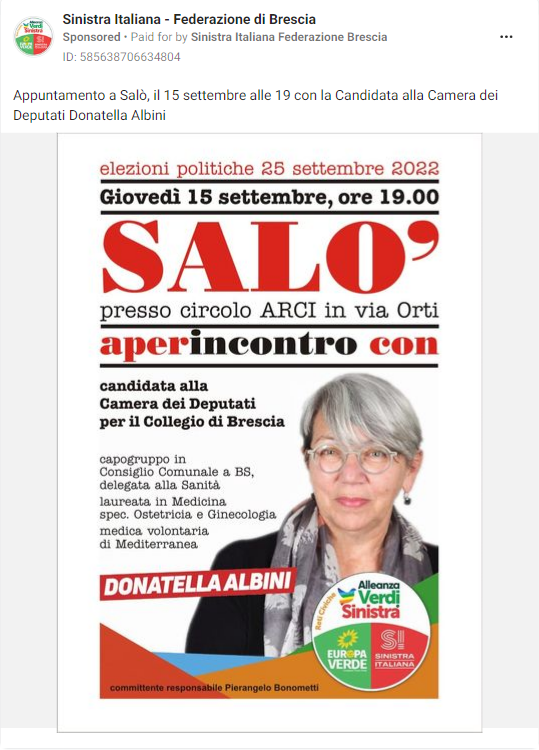 Sinistra Italiana - Federazione di Brescia
Sponsored • Paid for by Sinistra Italiana Federazione Brescia
ID: 585638706634804
Appuntamento a Salò, il 15 settembre alle 19 con la Candidata alla Camera dei
Deputati Donatella Albini
elezioni politiche 25 settembre 2022
Giovedì 15 settembre, ore 19.00
SALO'
presso circolo ARCI in via Orti
aperincontro con
candidata alla
Camera dei Deputati
per il Collegio di Brescia
capogruppo in
Consiglio Comunale a BS,
delegata alla Sanità
laureata in Medicina
spec. Ostetricia e Ginecologia
medica volontaria
di Mediterranea
DONATELLA ALBINI
Reti Civiche
Alleanza
Verdi
Sinistra
EUROPA
VERDE
S!
SINISTRA
ITALIANA
committente responsabile Pierangelo Bonometti